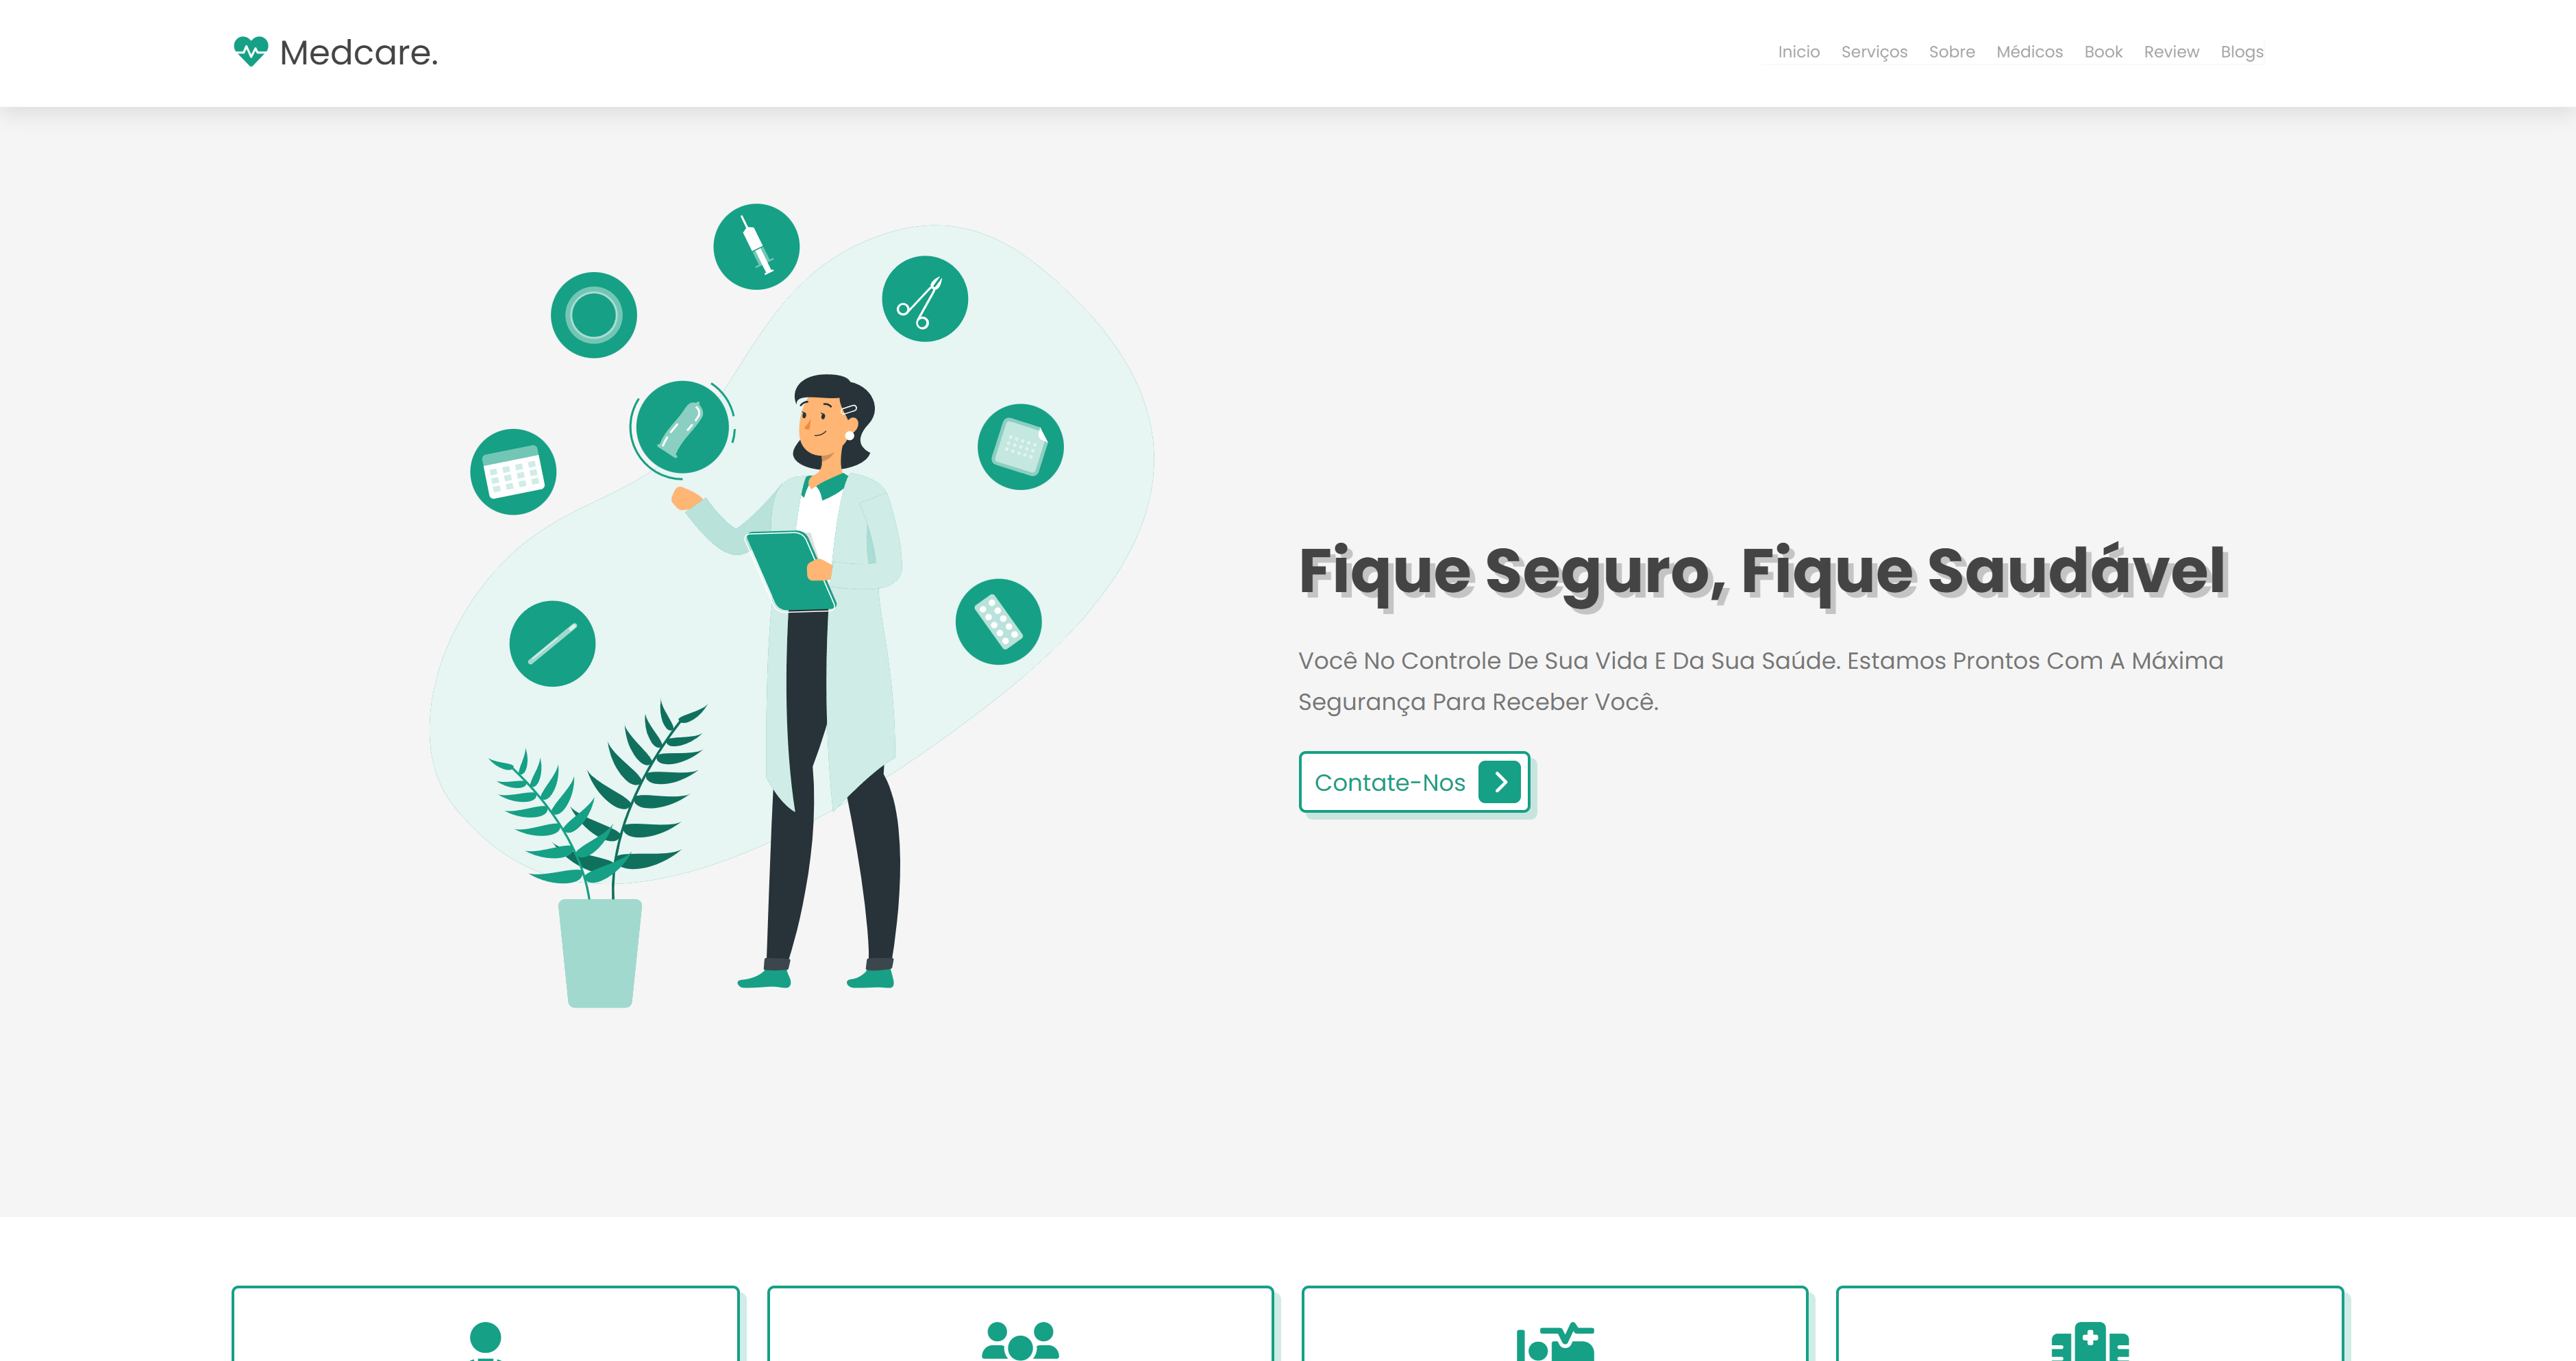 Medcare.
Inicio Serviços Sobre Médicos Book Review Blogs
Fique Seguro, Fique Saudável
Você No Controle De Sua Vida E Da Sua Saúde. Estamos Prontos Com A Máxima
Segurança Para Receber Você.
Contate-Nos